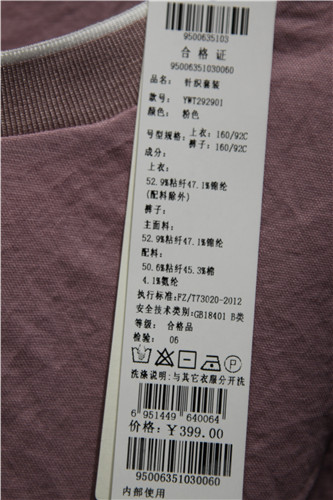 9500635103
合格证
95006351030060
品名: 针织童装
款号: YWT292901
颜色: 粉色
号型规格: 上衣: 160/92C
裤子: 160/92C
成分:
上衣:
52.9%粘纤47.1%锦纶
(配料除外)
裤子:
主面料:
52.9%粘纤47.1%锦纶
配料:
50.6%粘纤45.3%棉
4.1%氨纶
执行标准:FZ/T73020-2012
安全技术类别:GB18401 B类
等级: 合格品
检验: 06
P
洗涤说明:与其它衣服分开洗
6 951449 640064
价格: ¥399.00
95006351030060
内部使用